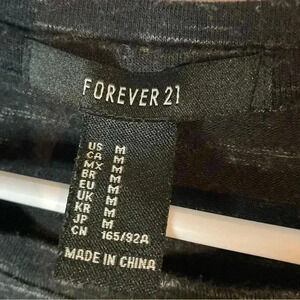 FOREVER 21
US M
CA M
MX M
BR M
EU M
UK M
KR M
JP M
CN 165/92A
MADE IN CHINA